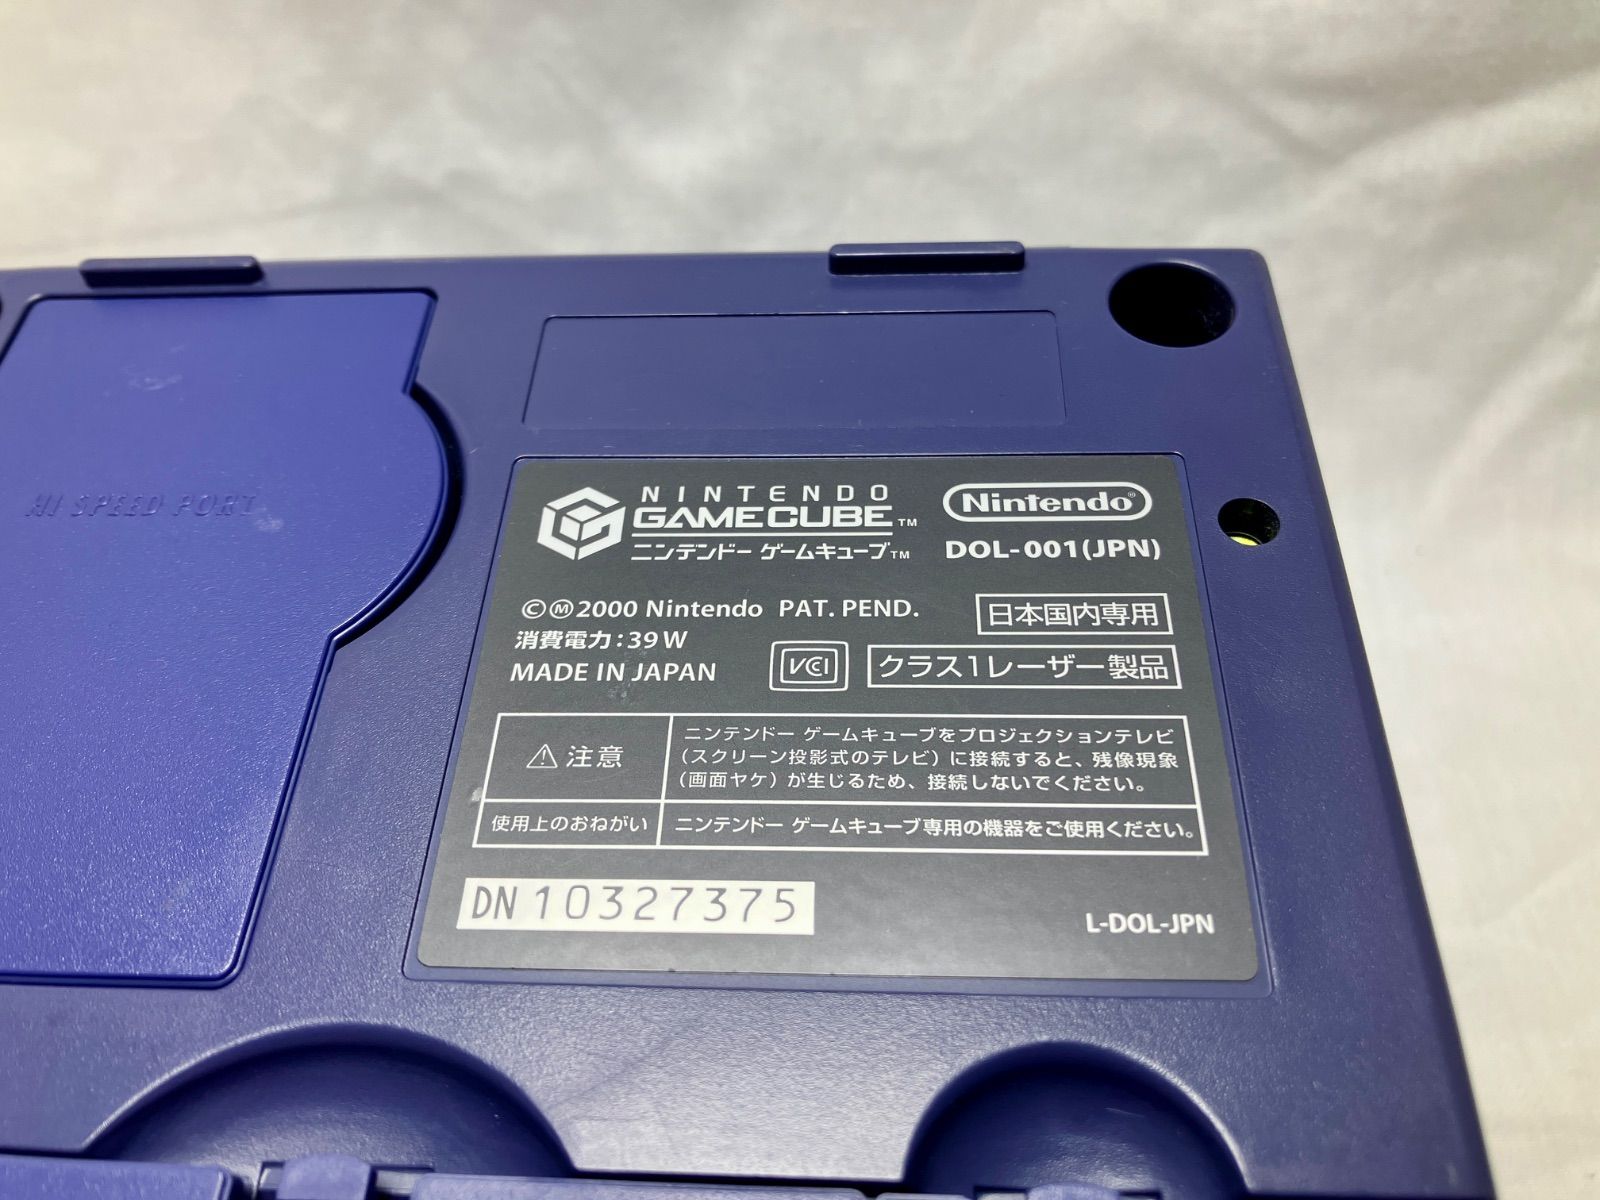 HI SPEED PORT
NINTENDO
GAMECUBE™
ニンテンドー ゲームキューブ™
Nintendo®
DOL-001(JPN)
©Ⓜ2000 Nintendo PAT. PEND.
日本国内専用
消費電力:39W
MADE IN JAPAN
VCCI
クラス1レーザー製品
⚠注意
ニンテンドー ゲームキューブをプロジェクションテレビ
(スクリーン投影式のテレビ)に接続すると、残像現象
(画面ヤケ)が生じるため、接続しないでください。
使用上のおねがい
ニンテンドー ゲームキューブ専用の機器をご使用ください。
DN 10327375
L-DOL-JPN